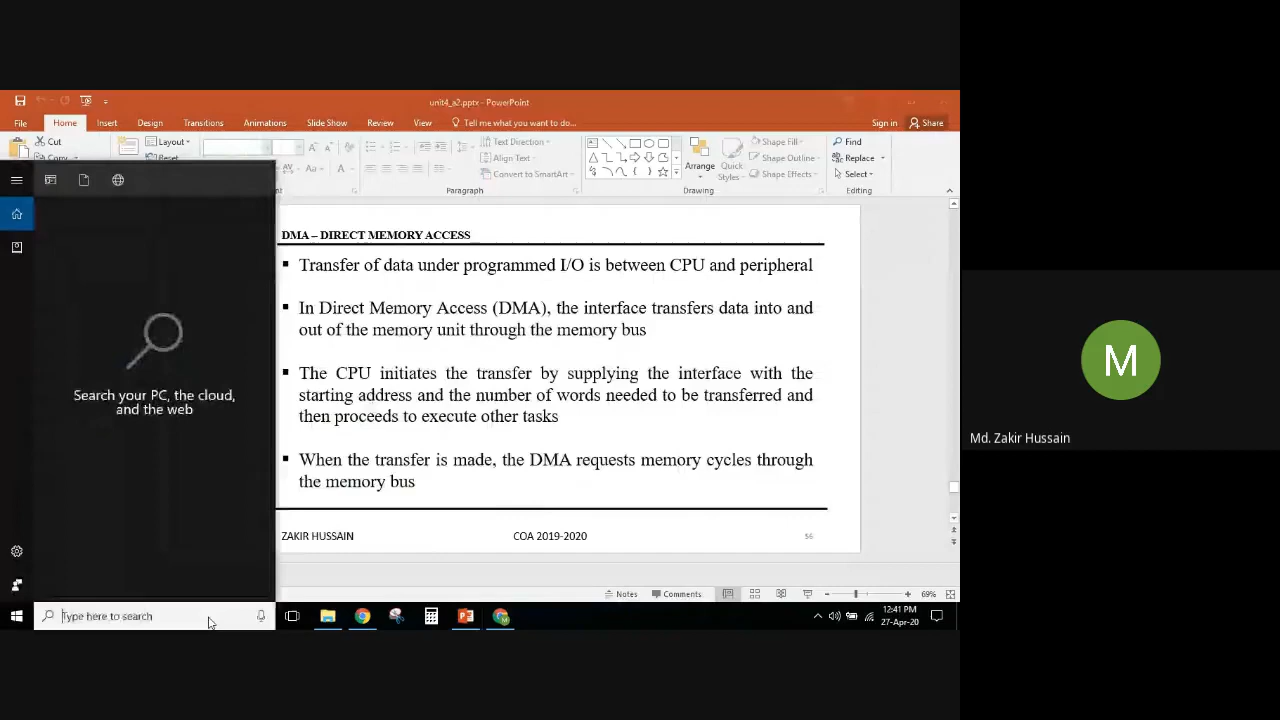 unit4_a2.pptx - PowerPoint
File Home Insert Design Transitions Animations Slide Show Review View Tell me what you want to do... Sign in Share
Cut Layout Text Direction Shape Fill Find
Copy Reset Align Text Arrange Quick Shape Outline Replace
Aa Convert to SmartArt Styles Shape Effects Select
Paragraph Drawing Editing
DMA – DIRECT MEMORY ACCESS
▪ Transfer of data under programmed I/O is between CPU and peripheral
▪ In Direct Memory Access (DMA), the interface transfers data into and
out of the memory unit through the memory bus
▪ The CPU initiates the transfer by supplying the interface with the
starting address and the number of words needed to be transferred and
then proceeds to execute other tasks
▪ When the transfer is made, the DMA requests memory cycles through
the memory bus
ZAKIR HUSSAIN COA 2019-2020 56
Search your PC, the cloud,
and the web
Notes Comments 69%
Type here to search
12:41 PM
27-Apr-20
M
Md. Zakir Hussain